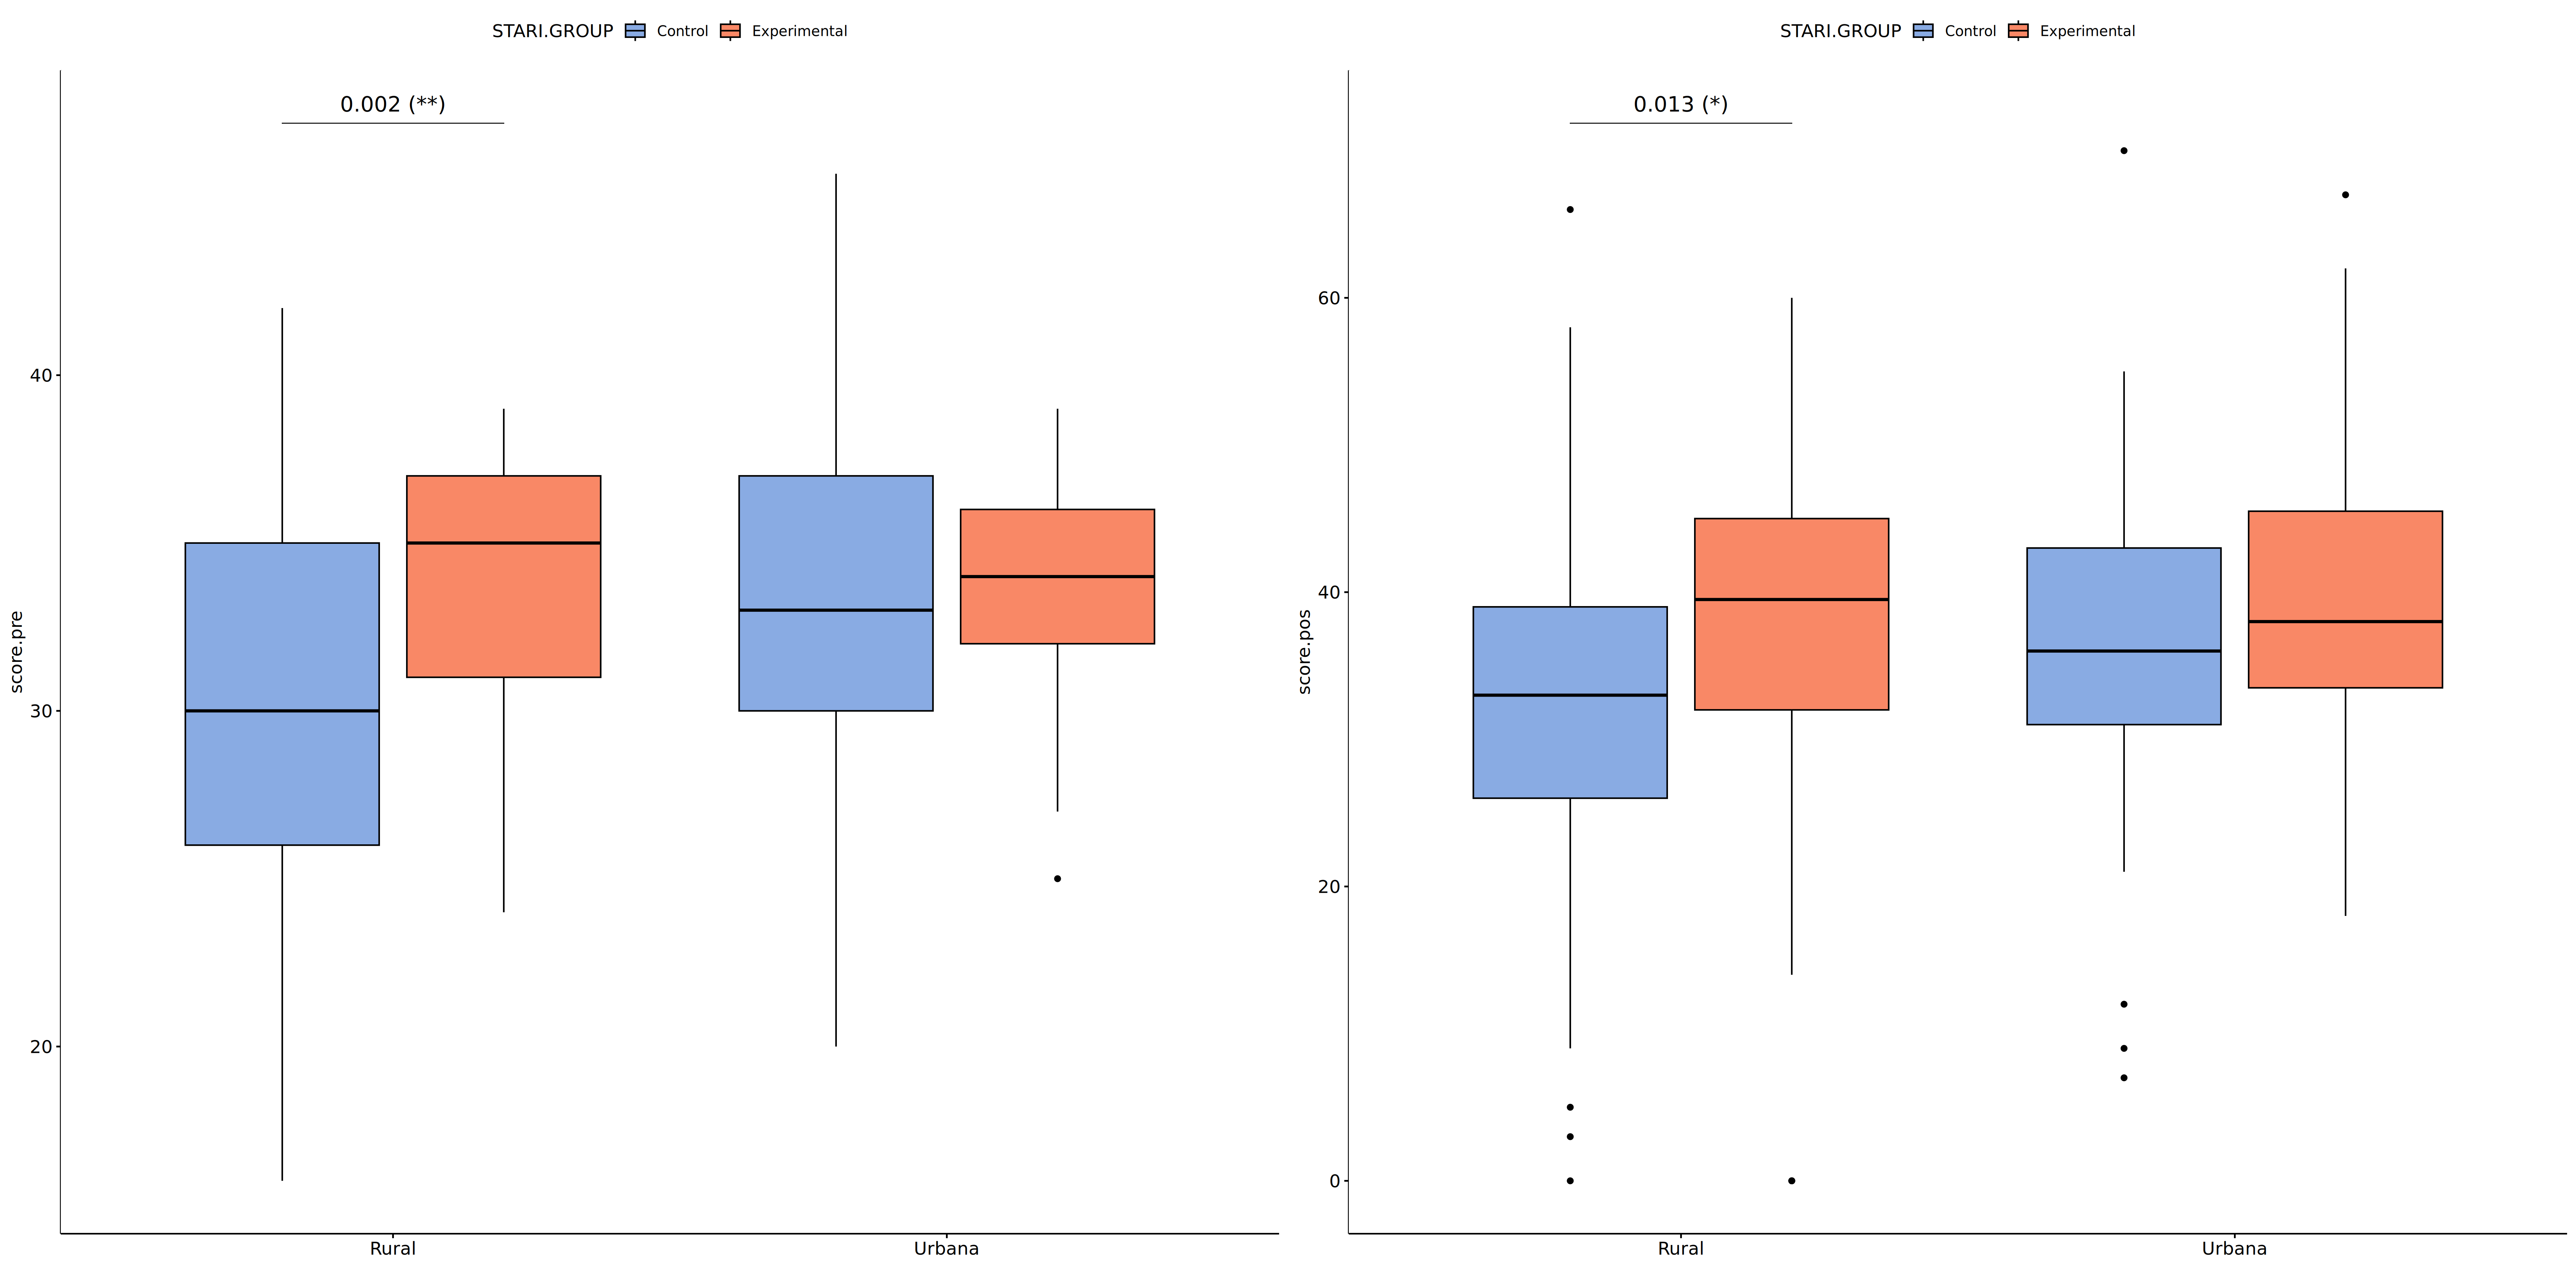 STARI.GROUP Control Experimental
0.002 (**)
40
30
20
score.pre
Rural Urbana
STARI.GROUP Control Experimental
0.013 (*)
60
40
20
0
score.pos
Rural Urbana